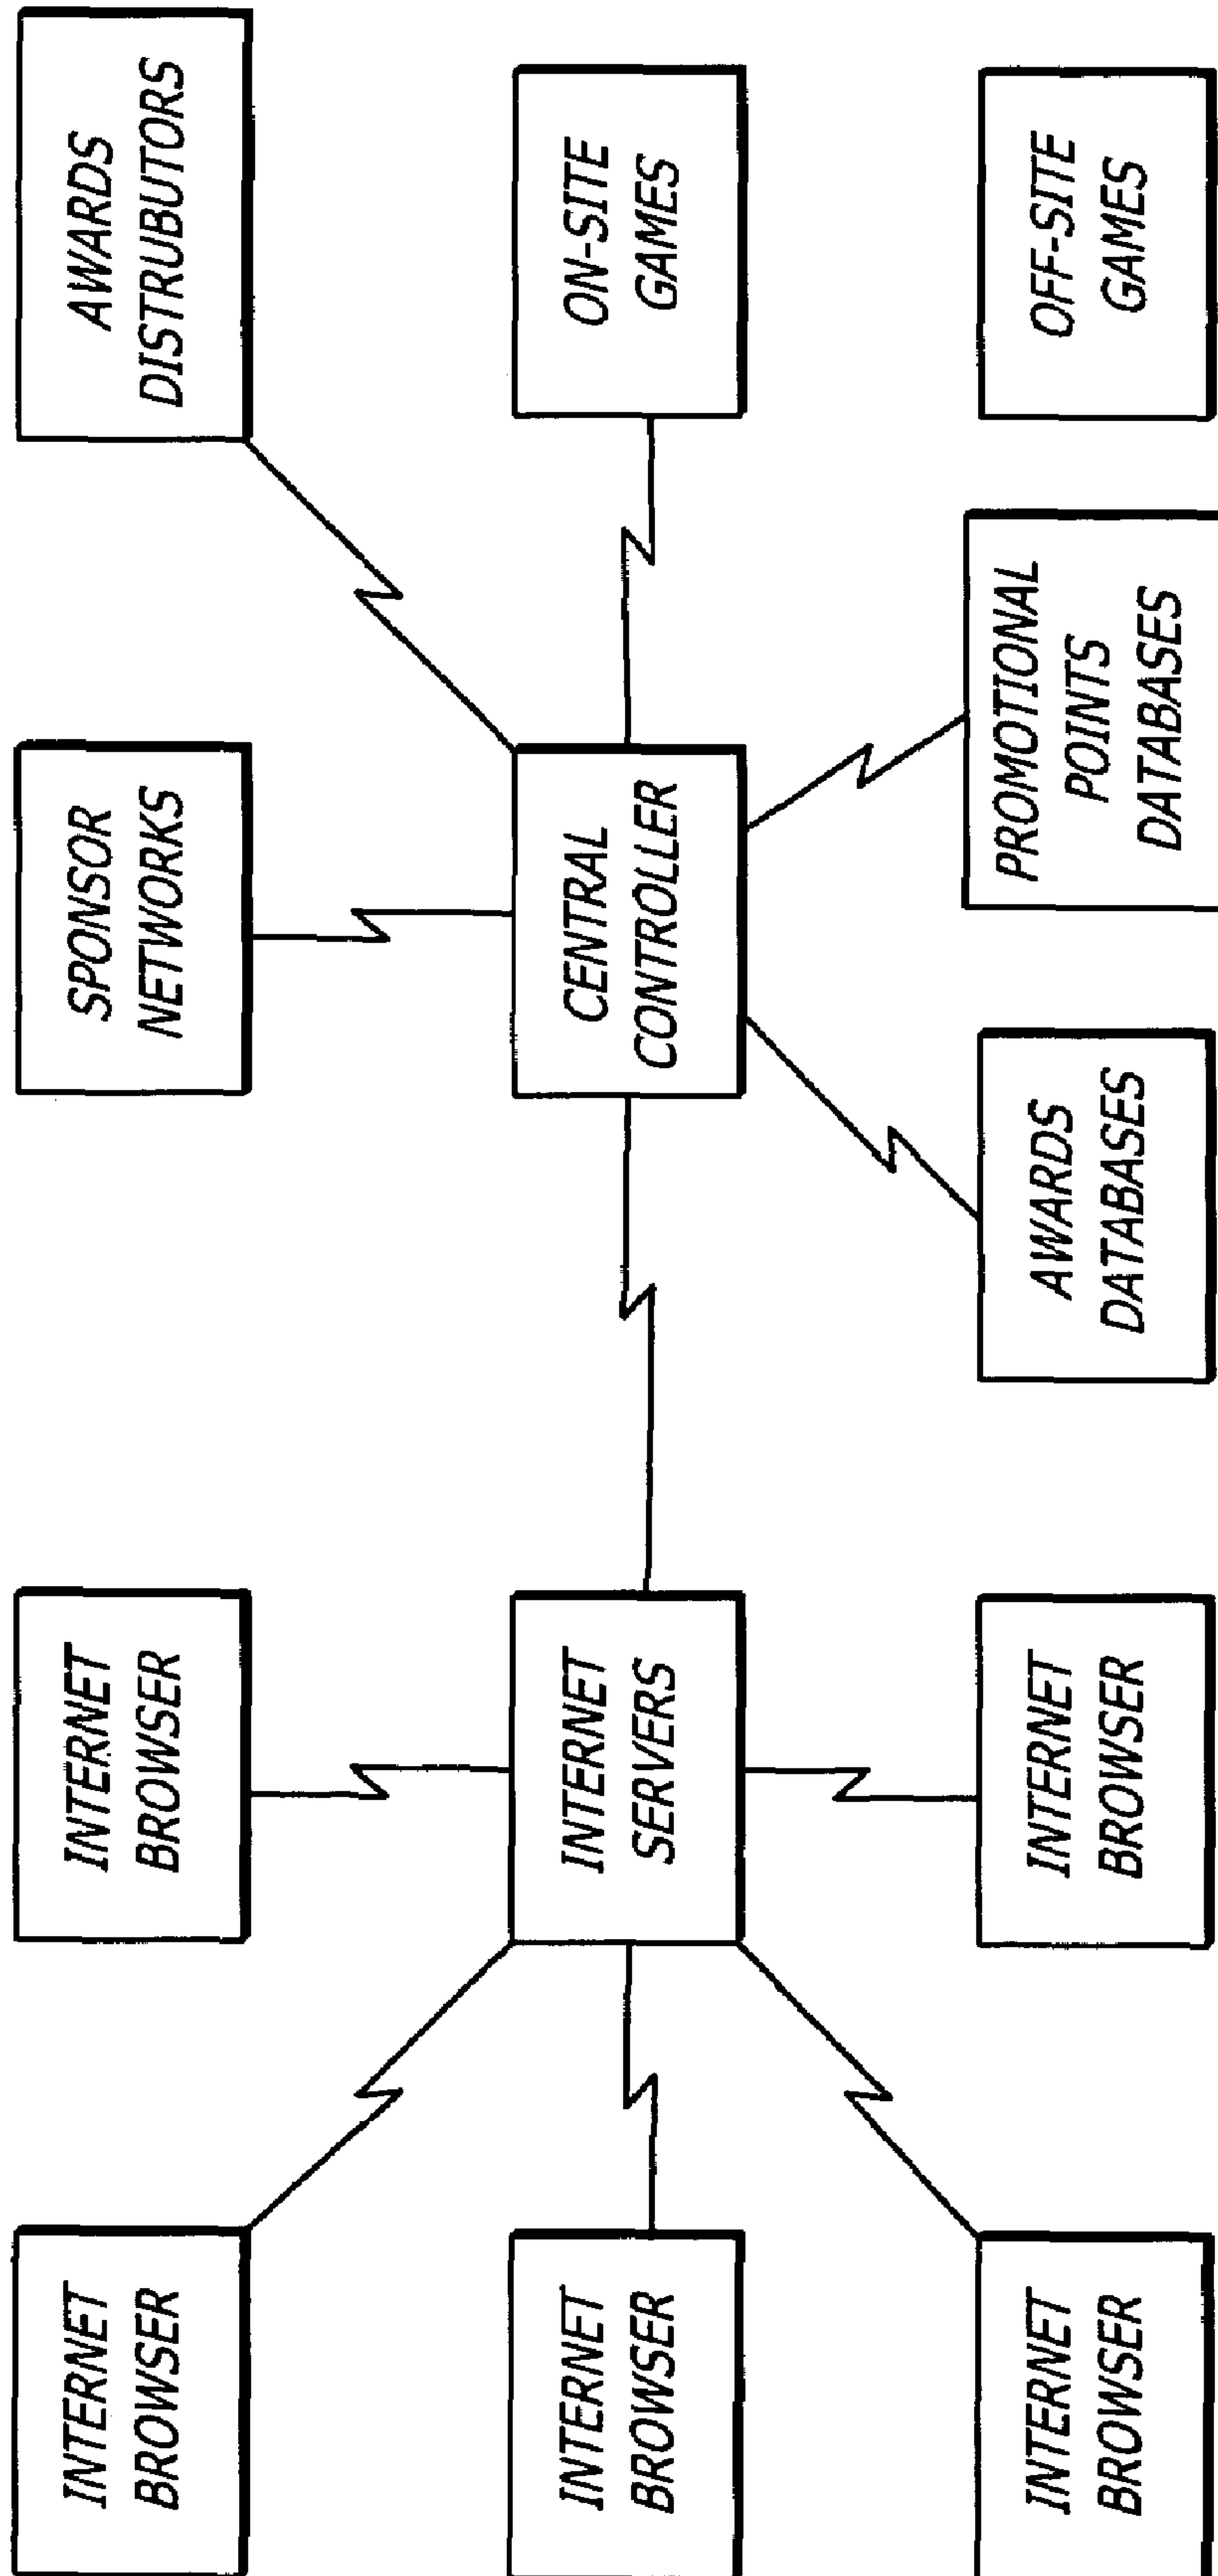 INTERNET
BROWSER
INTERNET
BROWSER
SPONSOR
NETWORKS
AWARDS
DISTRUBUTORS
INTERNET
BROWSER
INTERNET
SERVERS
CENTRAL
CONTROLLER
ON-SITE
GAMES
INTERNET
BROWSER
INTERNET
BROWSER
AWARDS
DATABASES
PROMOTIONAL
POINTS
DATABASES
OFF-SITE
GAMES